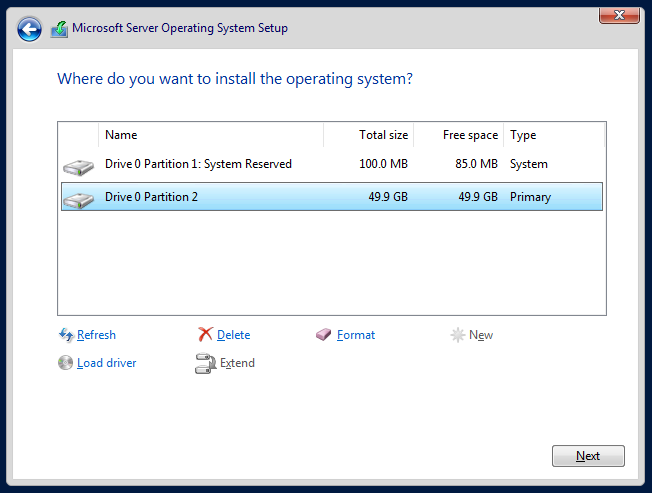 Microsoft Server Operating System Setup
Where do you want to install the operating system?
Name Total size Free space Type
Drive 0 Partition 1: System Reserved 100.0 MB 85.0 MB System
Drive 0 Partition 2 49.9 GB 49.9 GB Primary
Refresh Delete Format New
Load driver Extend
Next